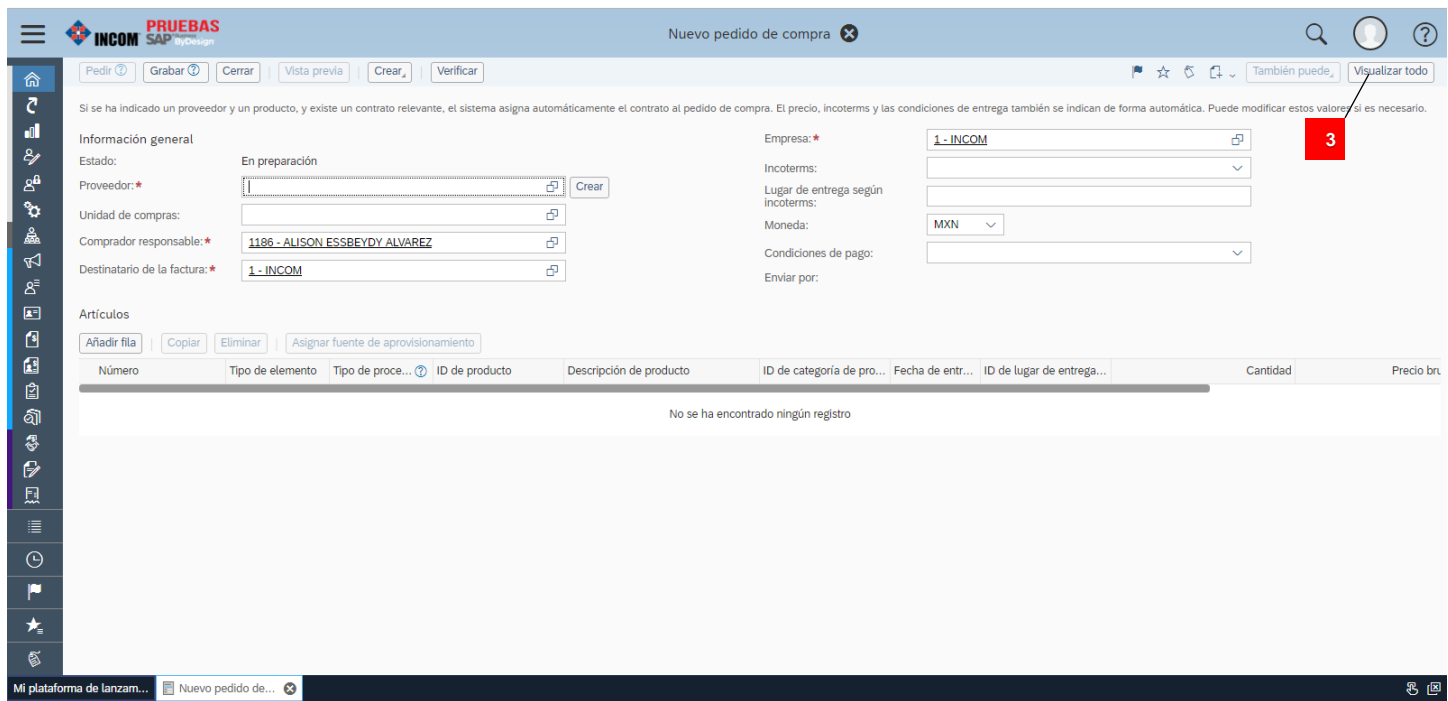 INCOM
PRUEBAS
SAP Business ByDesign
Nuevo pedido de compra
Pedir Grabar Cerrar Vista previa Crear Verificar También puede Visualizar todo
Si se ha indicado un proveedor y un producto, y existe un contrato relevante, el sistema asigna automáticamente el contrato al pedido de compra. El precio, incoterms y las condiciones de entrega también se indican de forma automática. Puede modificar estos valores si es necesario.
3
Información general
Estado: En preparación
Proveedor:* Crear
Unidad de compras:
Comprador responsable:* 1186 - ALISON ESSBEYDY ALVAREZ
Destinatario de la factura:* 1 - INCOM
Empresa:* 1 - INCOM
Incoterms:
Lugar de entrega según
incoterms:
Moneda: MXN
Condiciones de pago:
Enviar por:
Artículos
Añadir fila Copiar Eliminar Asignar fuente de aprovisionamiento
Número Tipo de elemento Tipo de proce... ID de producto Descripción de producto ID de categoría de pro... Fecha de entr... ID de lugar de entrega... Cantidad Precio bru
No se ha encontrado ningún registro
Mi plataforma de lanzam... Nuevo pedido de...